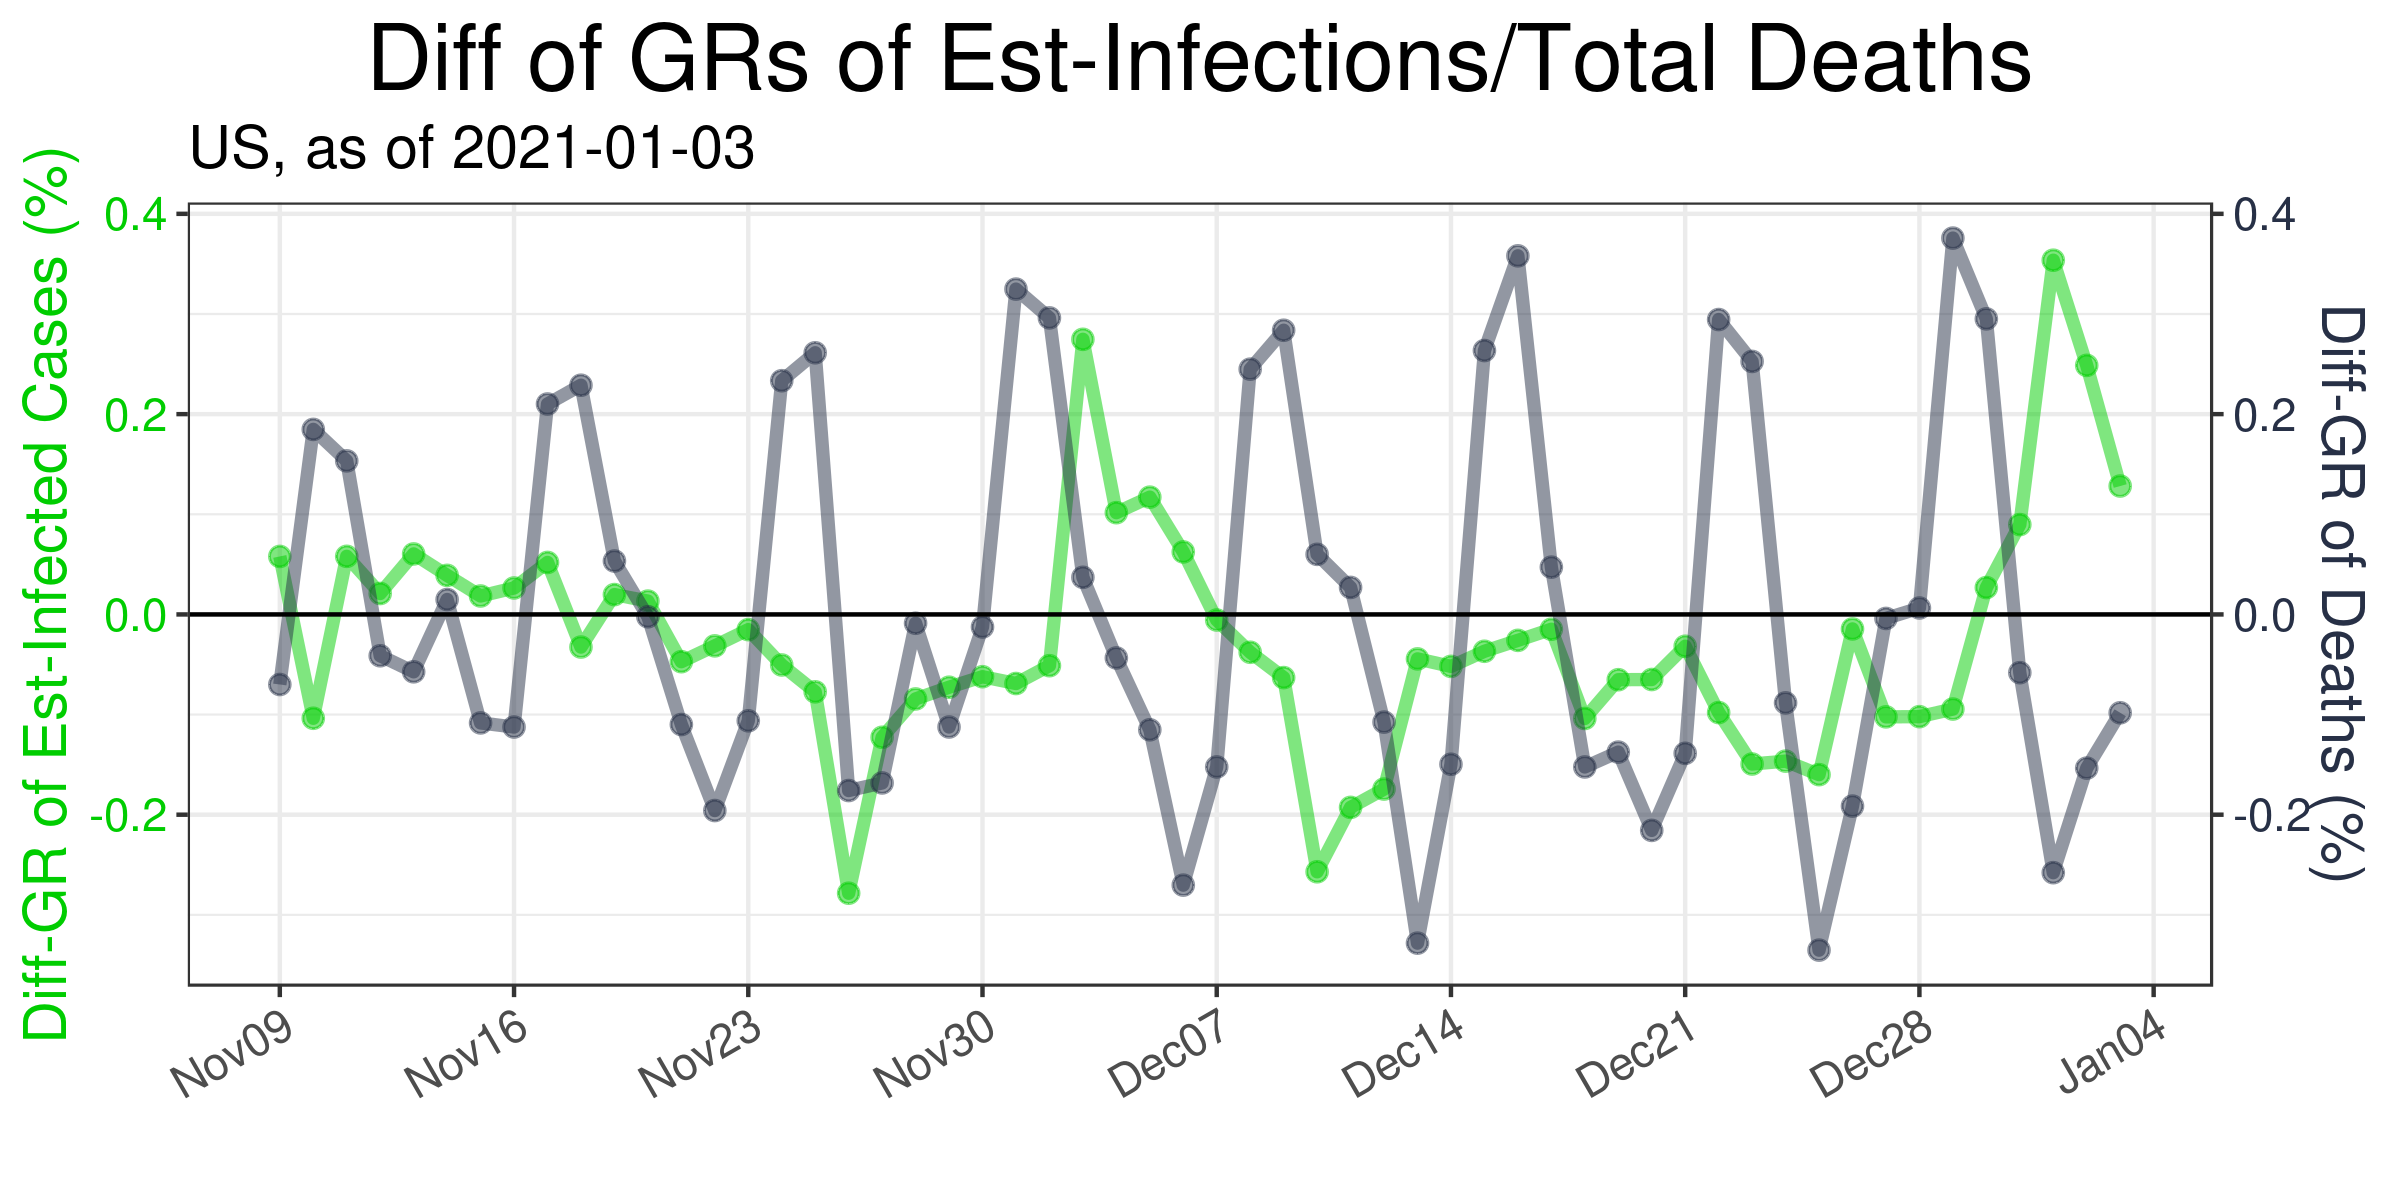 Diff of GRs of Est-Infections/Total Deaths
US, as of 2021-01-03
Diff-GR of Est-Infected Cases (%)
0.4
0.2
0.0
-0.2
0.4
0.2
0.0
-0.2
Diff-GR of Deaths (%)
Nov09
Nov16
Nov23
Nov30
Dec07
Dec14
Dec21
Dec28
Jan04